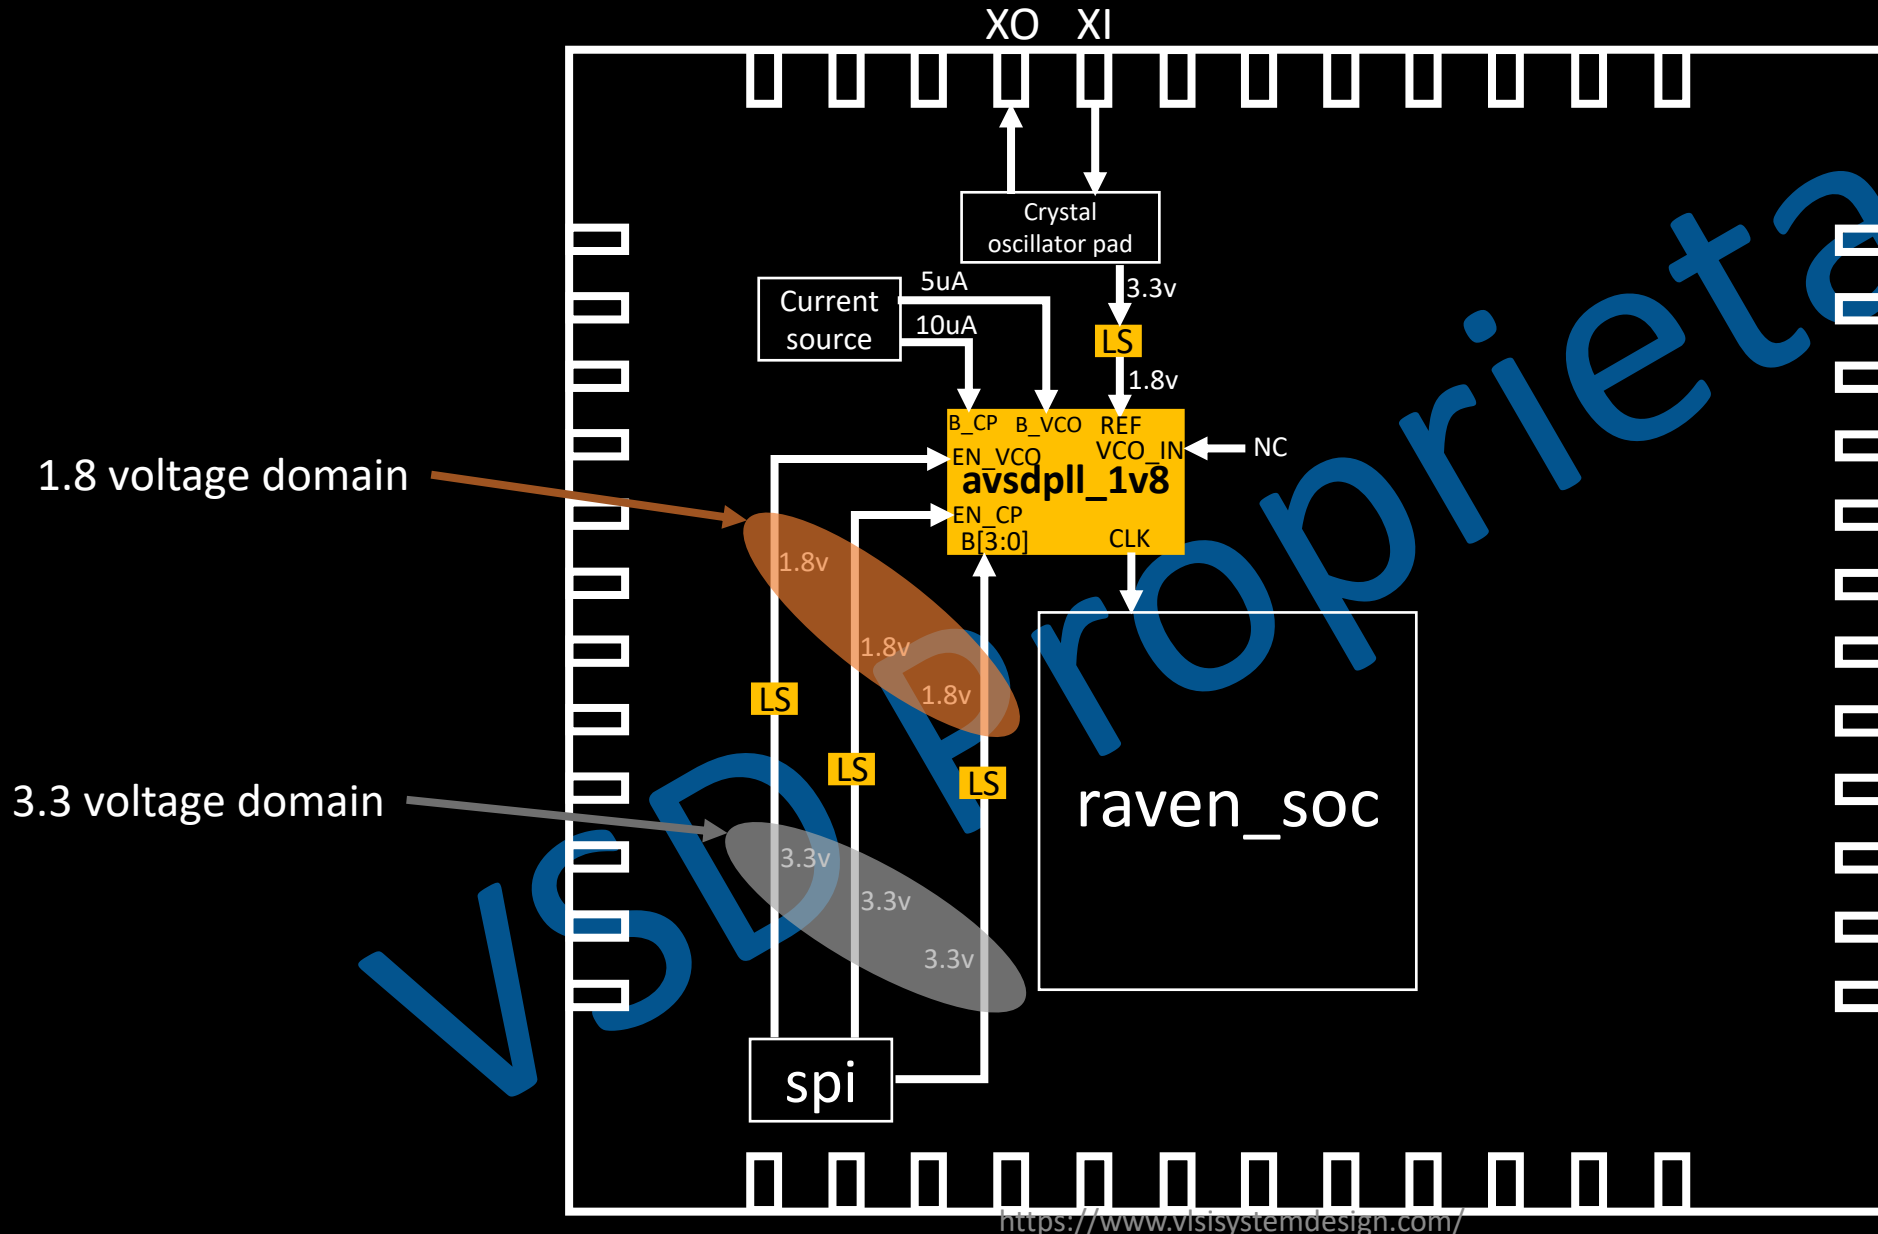 XO XI
Crystal
oscillator pad
Current
source
5uA
10uA
3.3v
LS
1.8v
B_CP B_VCO REF
EN_VCO VCO_IN
NC
avsdpll_1v8
EN_CP
B[3:0] CLK
1.8 voltage domain
1.8v
1.8v
1.8v
LS
LS
LS
3.3 voltage domain
3.3v
3.3v
3.3v
raven_soc
spi
VSD Proprieta
https://www.vlsisystemdesign.com/